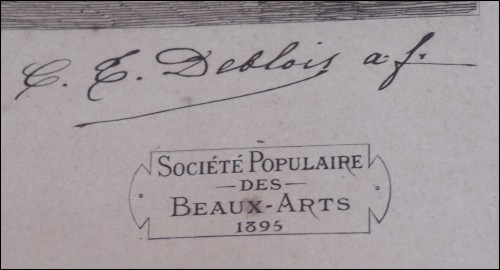 C. E. Deblois a.f.
SOCIÉTÉ POPULAIRE
DES
BEAUX-ARTS
1895